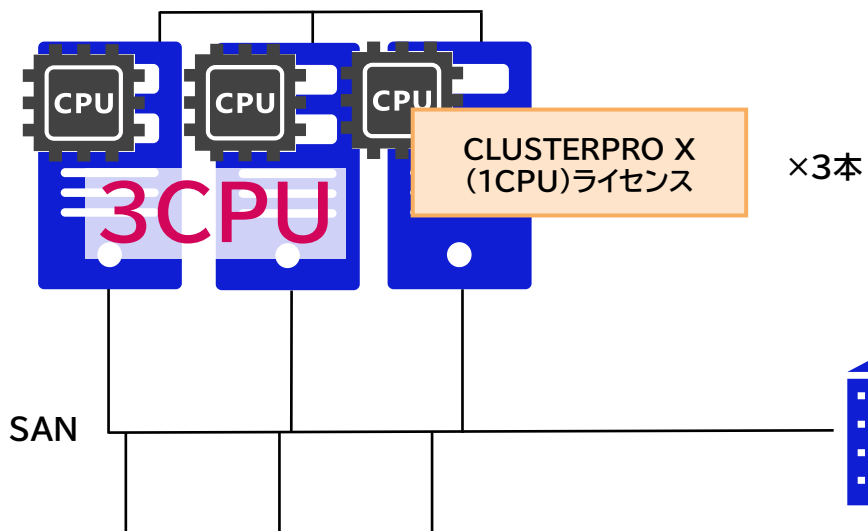 CPU
CPU
CPU
CLUSTERPRO X
(1CPU)ライセンス
×3本
3CPU
SAN